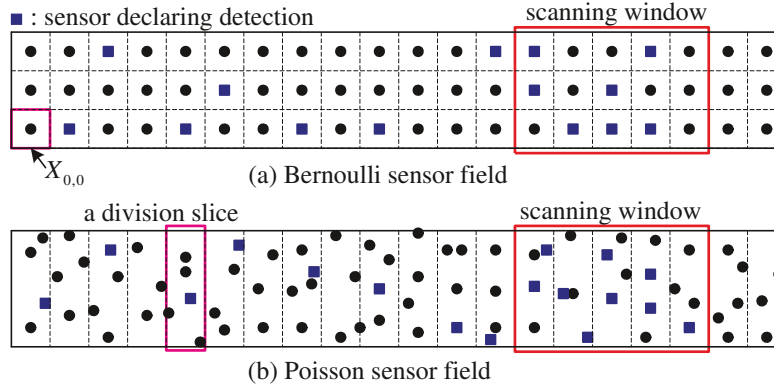 : sensor declaring detection
scanning window
X0,0
(a) Bernoulli sensor field
a division slice
scanning window
(b) Poisson sensor field